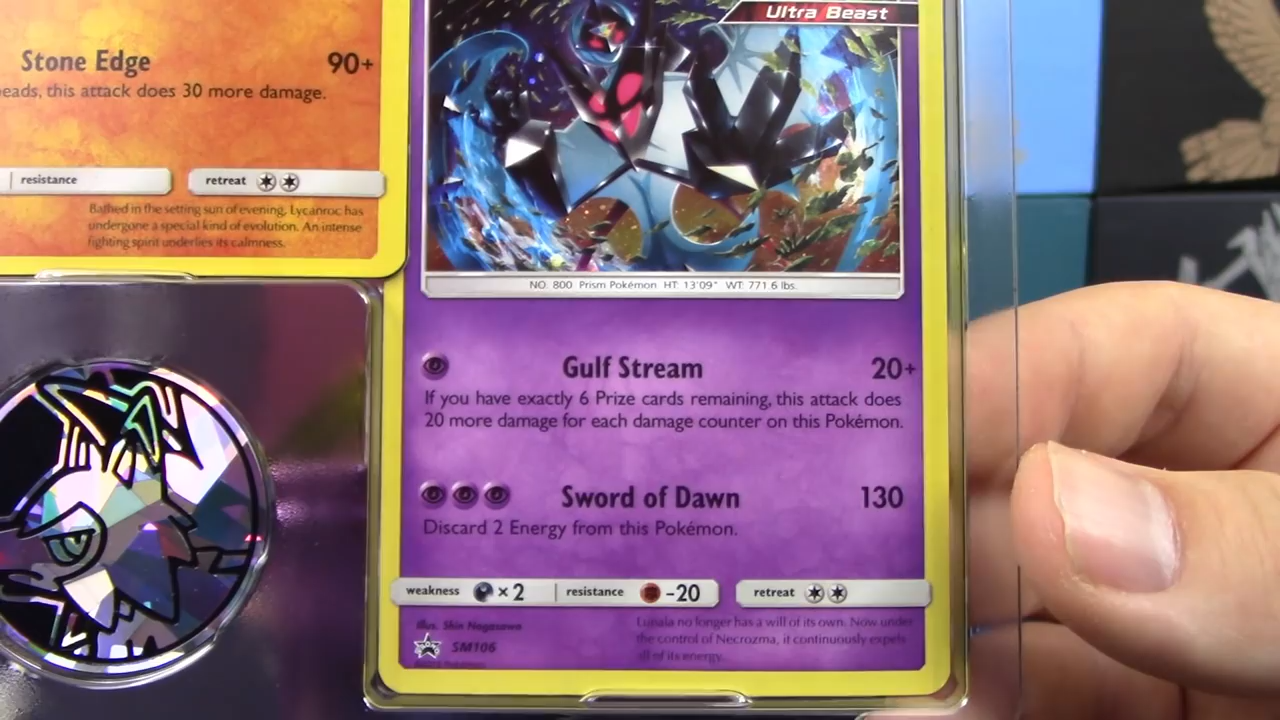 Stone Edge 90+
eads, this attack does 30 more damage.
resistance
retreat
Bathed in the setting sun of evening, Lycanroc has
undergone a special kind of evolution. An intense
fighting spirit underlies its calmness.
Ultra Beast
NO. 800 Prism Pokémon HT: 13'09" WT: 771.6 lbs.
Gulf Stream 20+
If you have exactly 6 Prize cards remaining, this attack does
20 more damage for each damage counter on this Pokémon.
Sword of Dawn 130
Discard 2 Energy from this Pokémon.
weakness ×2 resistance -20 retreat
Illus. Shin Nagasawa
SM106
Lunala no longer has a will of its own. Now under
the control of Necrozma, it continuously expels
all of its energy.